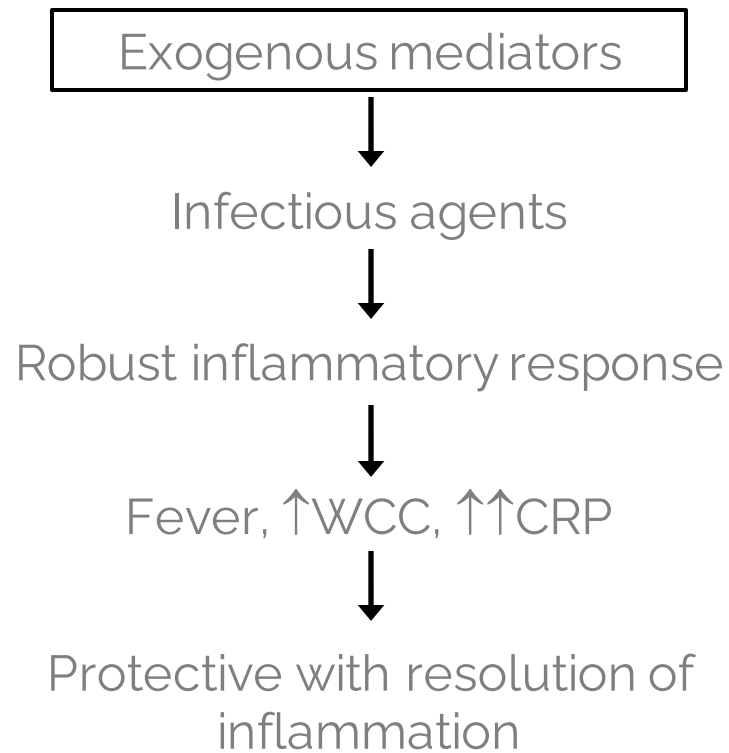 Exogenous mediators
Infectious agents
Robust inflammatory response
Fever, ↑WCC, ↑↑CRP
Protective with resolution of
inflammation